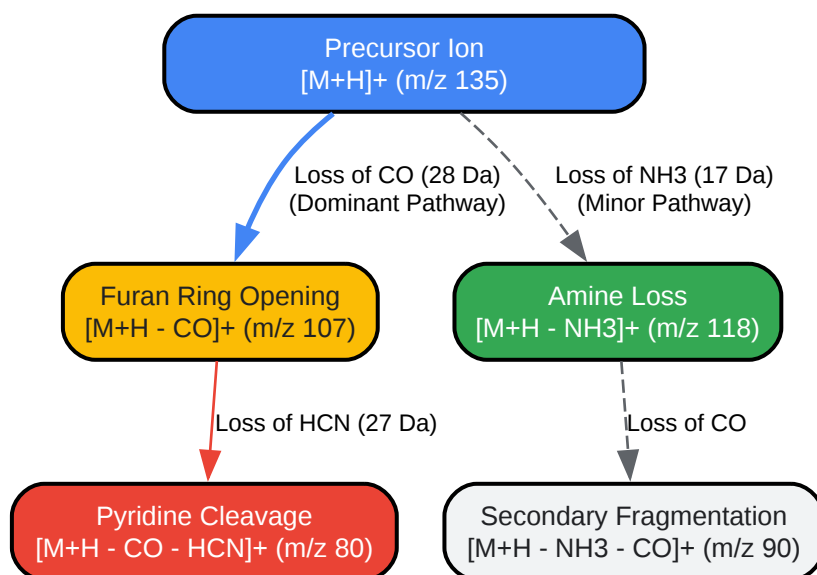 Precursor Ion
[M+H]+ (m/z 135)
Loss of CO (28 Da)
(Dominant Pathway)
Loss of NH3 (17 Da)
(Minor Pathway)
Furan Ring Opening
[M+H - CO]+ (m/z 107)
Amine Loss
[M+H - NH3]+ (m/z 118)
Loss of HCN (27 Da)
Loss of CO
Pyridine Cleavage
[M+H - CO - HCN]+ (m/z 80)
Secondary Fragmentation
[M+H - NH3 - CO]+ (m/z 90)